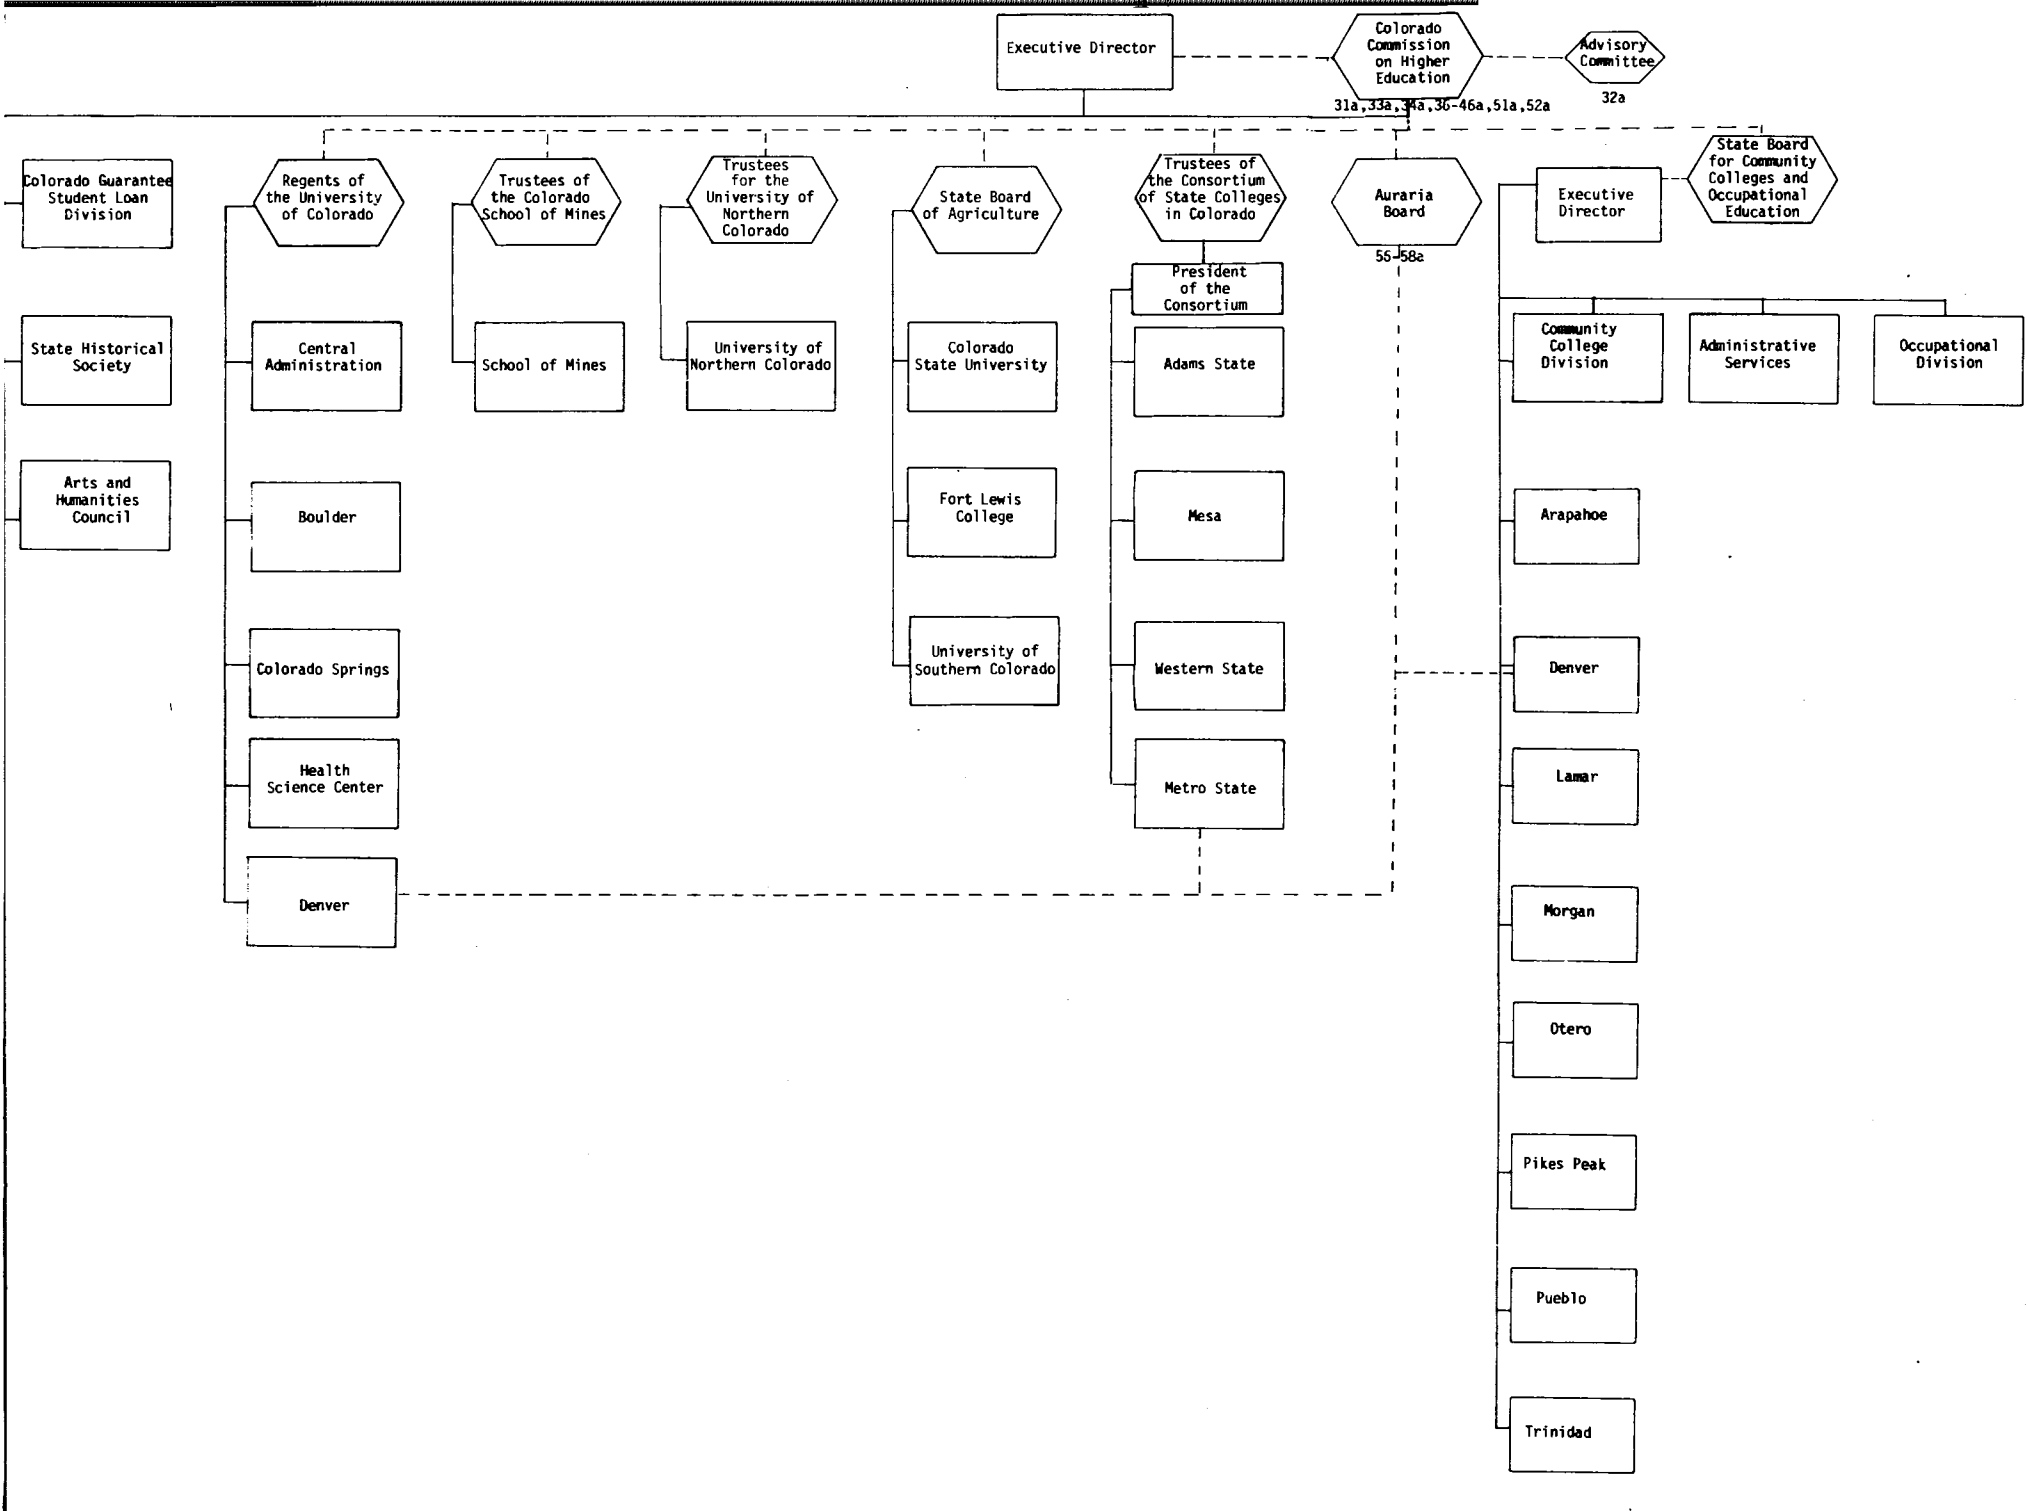 Executive Director
Colorado
Commission
on Higher
Education
31a,33a,34a,36-46a,51a,52a
Advisory
Committee
32a
Colorado Guarantee
Student Loan
Division
Regents of
the University
of Colorado
Trustees of
the Colorado
School of Mines
Trustees
for the
University of
Northern
Colorado
State Board
of Agriculture
Trustees of
the Consortium
of State Colleges
in Colorado
Auraria
Board
55-58a
Executive
Director
State Board
for Community
Colleges and
Occupational
Education
President
of the
Consortium
State Historical
Society
Central
Administration
School of Mines
University of
Northern Colorado
Colorado
State University
Adams State
Community
College
Division
Administrative
Services
Occupational
Division
Arts and
Humanities
Council
Boulder
Fort Lewis
College
Mesa
Arapahoe
Colorado Springs
University of
Southern Colorado
Western State
Denver
Health
Science Center
Metro State
Lamar
Denver
Morgan
Otero
Pikes Peak
Pueblo
Trinidad